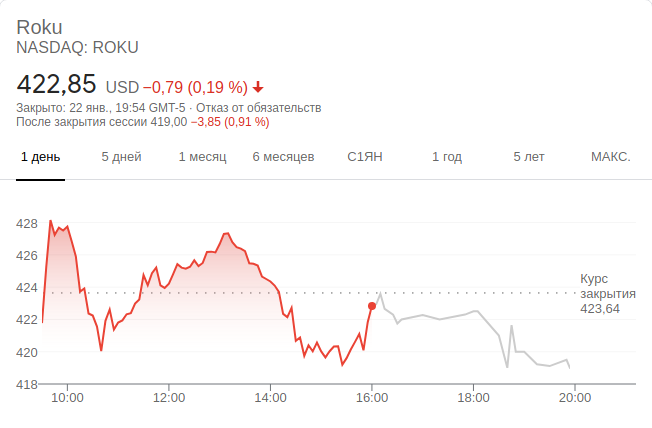 Roku
NASDAQ: ROKU
422,85 USD −0,79 (0,19 %)
Закрыто: 22 янв., 19:54 GMT-5 · Отказ от обязательств
После закрытия сессии 419,00 −3,85 (0,91 %)
1 день 5 дней 1 месяц 6 месяцев С1ЯН 1 год 5 лет МАКС.
428
426
424
422
420
418
Курс
закрытия
423,64
10:00 12:00 14:00 16:00 18:00 20:00